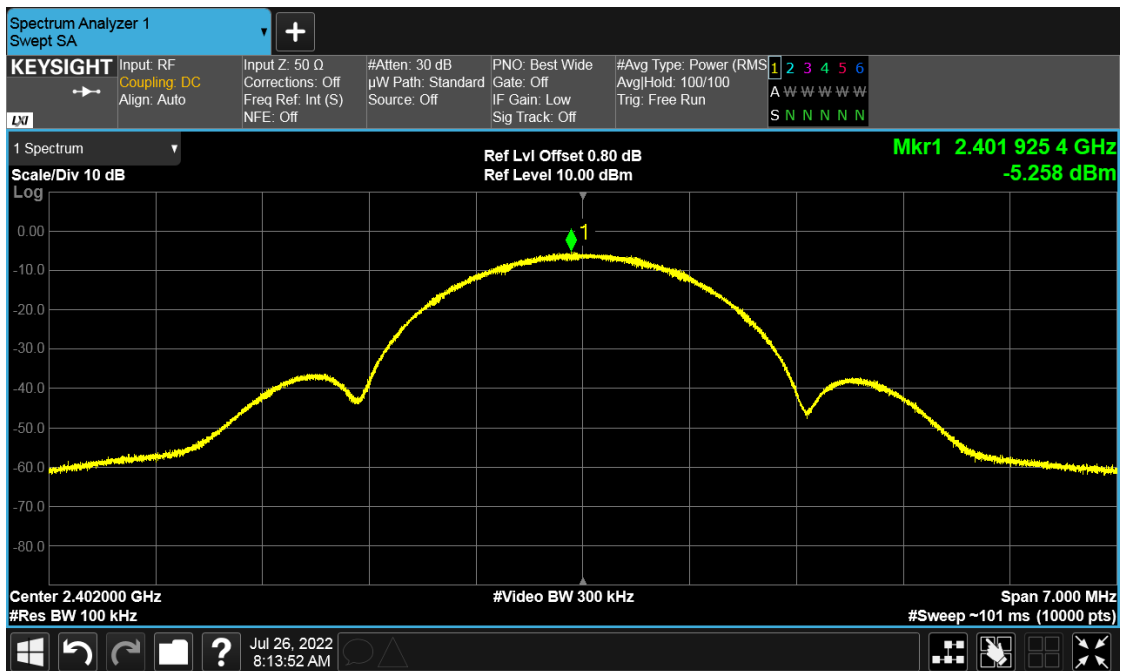 Spectrum Analyzer 1
Swept SA
+
KEYSIGHT
LXI
Input: RF
Coupling: DC
Align: Auto
Input Z: 50 Ω
Corrections: Off
Freq Ref: Int (S)
NFE: Off
#Atten: 30 dB
µW Path: Standard
Source: Off
PNO: Best Wide
Gate: Off
IF Gain: Low
Sig Track: Off
#Avg Type: Power (RMS
Avg|Hold: 100/100
Trig: Free Run
1 2 3 4 5 6
A W W W W W
S N N N N N
1 Spectrum
Scale/Div 10 dB
Log
Ref Lvl Offset 0.80 dB
Ref Level 10.00 dBm
Mkr1 2.401 925 4 GHz
-5.258 dBm
1
0.00
-10.0
-20.0
-30.0
-40.0
-50.0
-60.0
-70.0
-80.0
Center 2.402000 GHz
#Video BW 300 kHz
Span 7.000 MHz
#Res BW 100 kHz
#Sweep ~101 ms (10000 pts)
?
Jul 26, 2022
8:13:52 AM